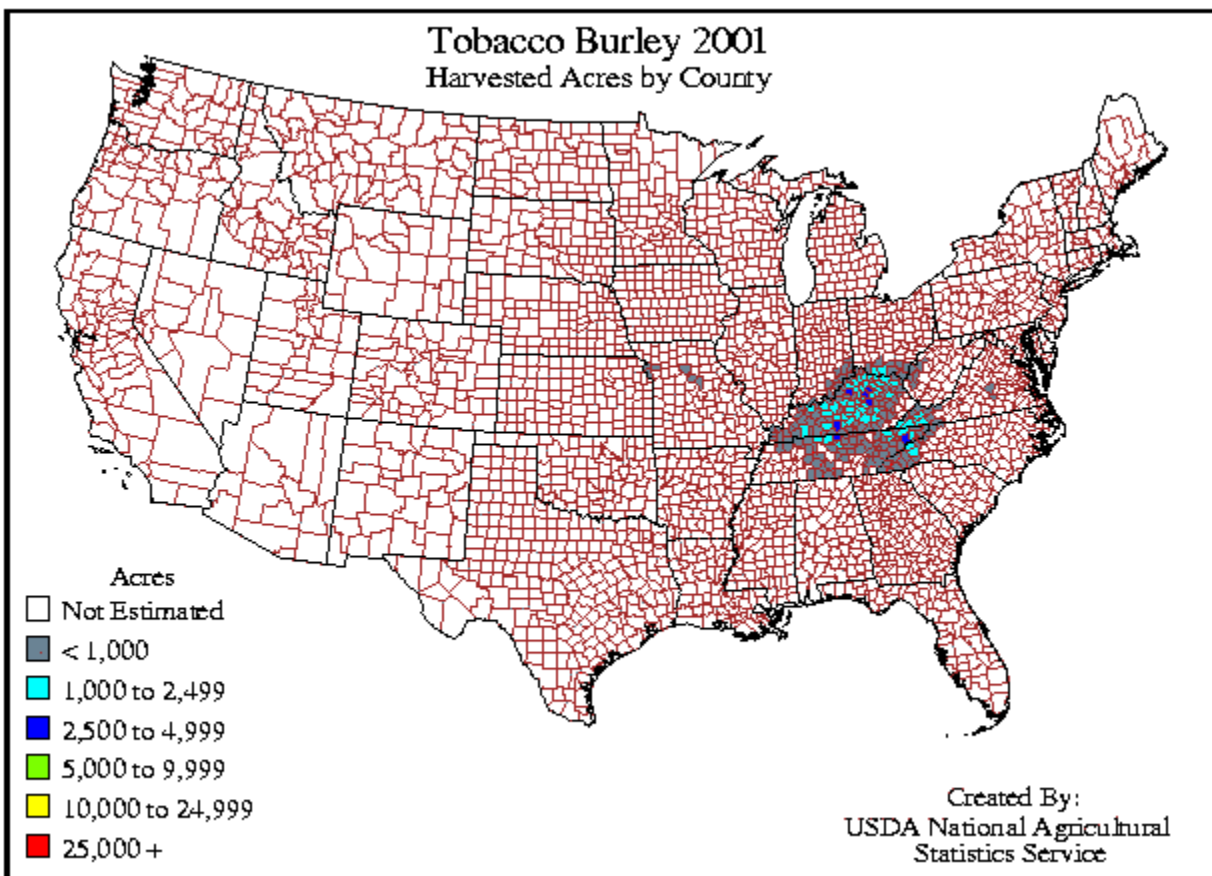 Tobacco Burley 2001
Harvested Acres by County
Acres
Not Estimated
< 1,000
1,000 to 2,499
2,500 to 4,999
5,000 to 9,999
10,000 to 24,999
25,000 +
Created By:
USDA National Agricultural
Statistics Service